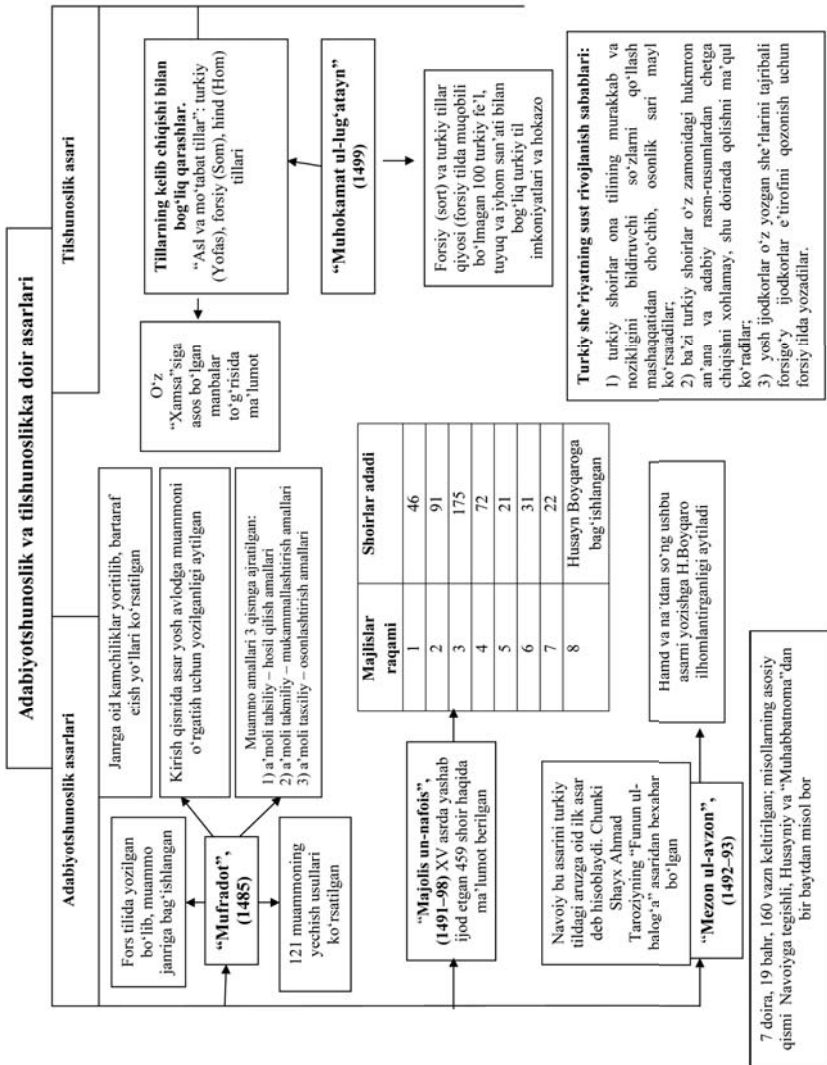 Adabiyotshunoslik va tilshunoslikka doir asarlari
Adabiyotshunoslik asarlari
Tilshunoslik asari
Fors tilida yozilgan
bo‘lib, muammo
janriga bag‘ishlangan
“Mufradot”,
(1485)
121 muammoning
yechish usullari
ko‘rsatilgan
Janrga oid kamchiliklar yoritilib, bartaraf
etish yo‘llari ko‘rsatilgan
Kirish qismida asar yosh avlodga muammoni
o‘rgatish uchun yozilganligi aytilgan
Muamno amallari 3 qismga ajratilgan:
1) a’moli tahsiliy – hosil qilish amallari
2) a’moli takmiliy – mukammallashtirish amallari
3) a’moli tasxiliy – osonlashtirish amallari
“Majolis un-nafois”,
(1491–98) XV asrda yashab
ijod etgan 459 shoir haqida
ma’lumot berilgan
Majlislar
raqami
Shoirlar adadi
1 46
2 91
3 175
4 72
5 21
6 31
7 22
8 Husayn Boyqaroga
bag‘ishlangan
Navoiy bu asarini turkiy
tildagi aruzga oid ilk asar
deb hisoblaydi. Chunki
Shayx Ahmad
Taroziyning “Funun ul-
balog‘a” asaridan bexabar
bo‘lgan
“Mezon ul-avzon”,
(1492–93)
Hamd va na’tdan so‘ng ushbu
asarni yozishga H.Boyqaro
ilhomlantirganligi aytiladi
7 doira, 19 bahr, 160 vazn keltirilgan; misollarning asosiy
qismi Navoiyga tegishli, Husayniy va “Muhabbatnoma”dan
bir baytdan misol bor
O‘z
“Xamsa”siga
asos bo‘lgan
manbalar
to‘g‘risida
ma’lumot
Tillarning kelib chiqishi bilan
bog‘liq qarashlar.
“Asl va mo‘tabat tillar”: turkiy
(Yofas), forsiy (Som), hind (Hom)
tillari
“Muhokamat ul-lug‘atayn”
(1499)
Forsiy (sort) va turkiy tillar
qiyosi (forsiy tilda muqobili
bo‘lmagan 100 turkiy fe’l,
tuyuq va iyhom san’ati bilan
bog‘liq turkiy til
imkoniyatlari va hokazo
Turkiy she’riyatning sust rivojlanish sabablari:
1) turkiy shoirlar ona tilining murakkab va
nozikligini bildiruvchi so‘zlarni qo‘llash
mashaqqatidan cho‘chib, osonlik sari mayl
ko‘rsatadilar;
2) ba’zi turkiy shoirlar o‘z zamonidagi hukmron
an’ana va adabiy rasm-rusumlardan chetga
chiqishni xohlamay, shu doirada qolishni ma’qul
ko‘radilar;
3) yosh ijodkorlar o‘z yozgan she’rlarini tajribali
forsigo‘y ijodkorlar e’tirofini qozonish uchun
forsiy tilda yozadilar.